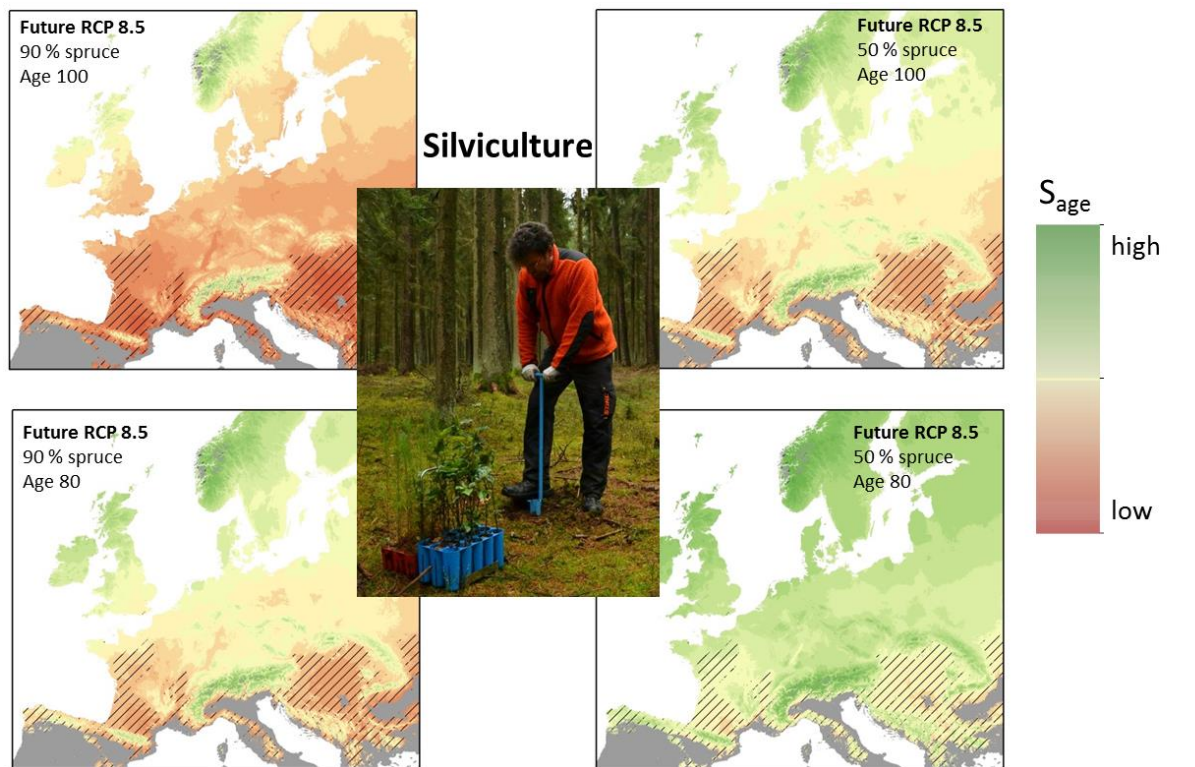 Future RCP 8.5
90 % spruce
Age 100
Silviculture
Future RCP 8.5
50 % spruce
Age 100
Sage
high
low
Future RCP 8.5
90 % spruce
Age 80
Future RCP 8.5
50 % spruce
Age 80